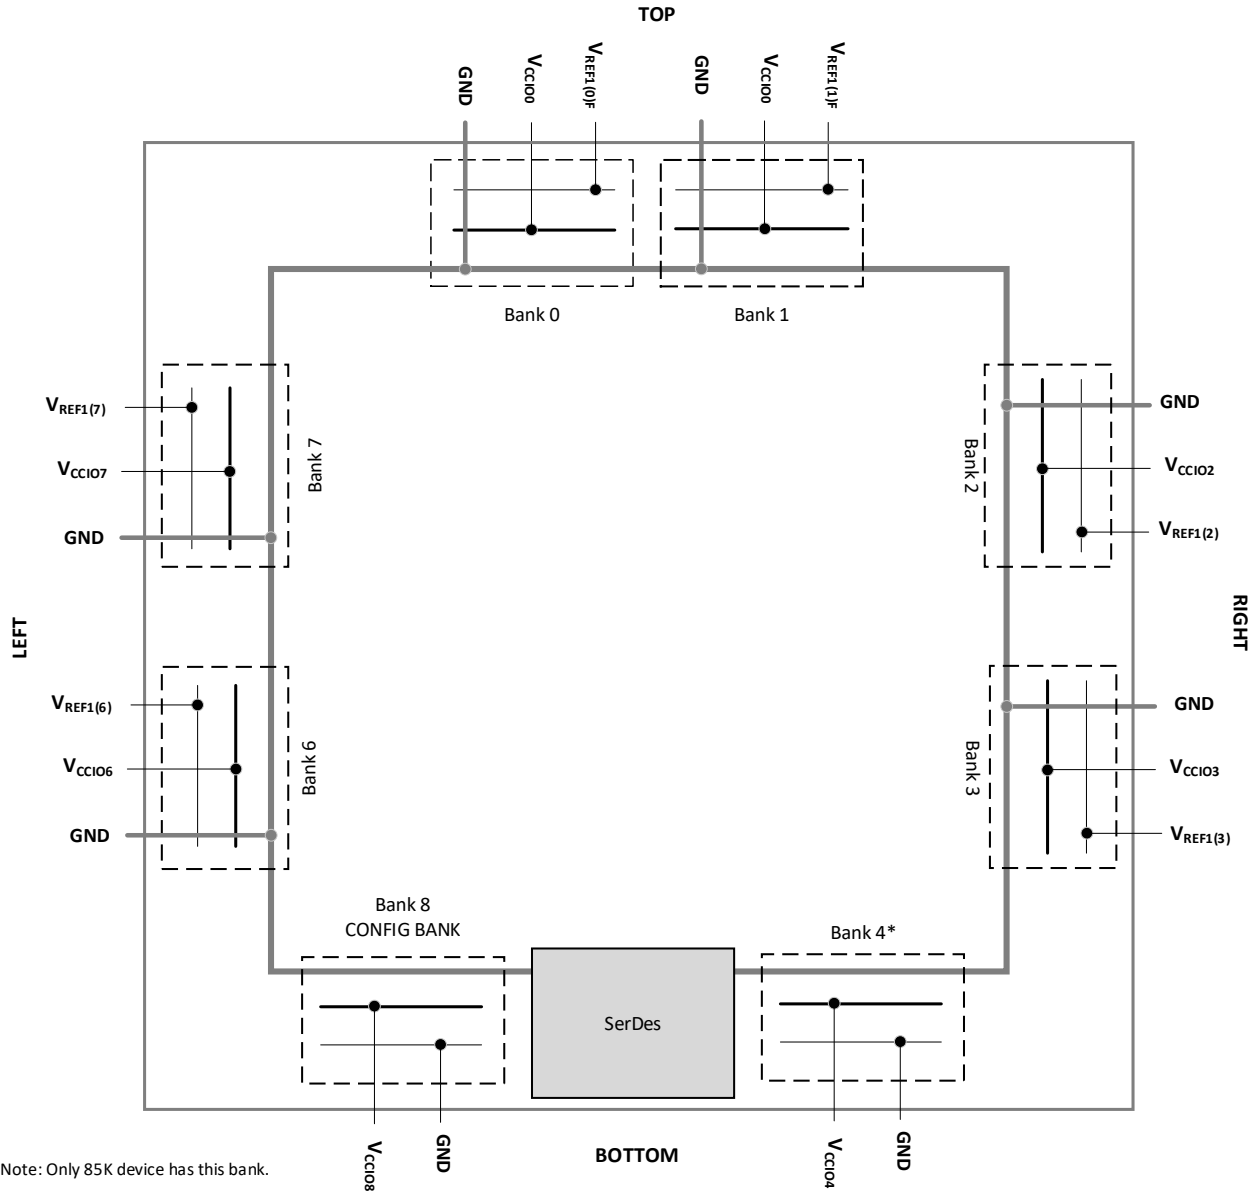 TOP
GND
VCCIO0
VREF1(0)F
GND
VCCIO0
VREF1(1)F
Bank 0
Bank 1
VREF1(7)
VCCIO7
GND
Bank 7
Bank 2
GND
VCCIO2
VREF1(2)
LEFT
RIGHT
VREF1(6)
VCCIO6
GND
Bank 6
Bank 3
GND
VCCIO3
VREF1(3)
Bank 8
CONFIG BANK
Bank 4*
SerDes
VCCIO8
GND
BOTTOM
VCCIO4
GND
Note: Only 85K device has this bank.